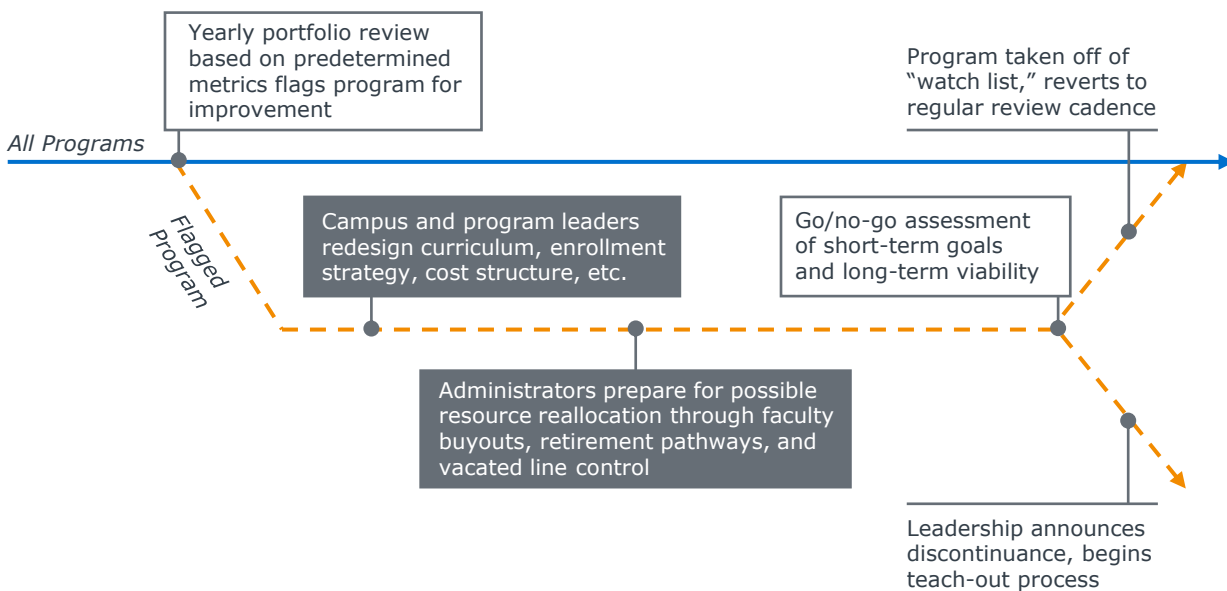 Yearly portfolio review
based on predetermined
metrics flags program for
improvement
Program taken off of
“watch list,” reverts to
regular review cadence
All Programs
Flagged
Program
Campus and program leaders
redesign curriculum, enrollment
strategy, cost structure, etc.
Go/no-go assessment
of short-term goals
and long-term viability
Administrators prepare for possible
resource reallocation through faculty
buyouts, retirement pathways, and
vacated line control
Leadership announces
discontinuance, begins
teach-out process